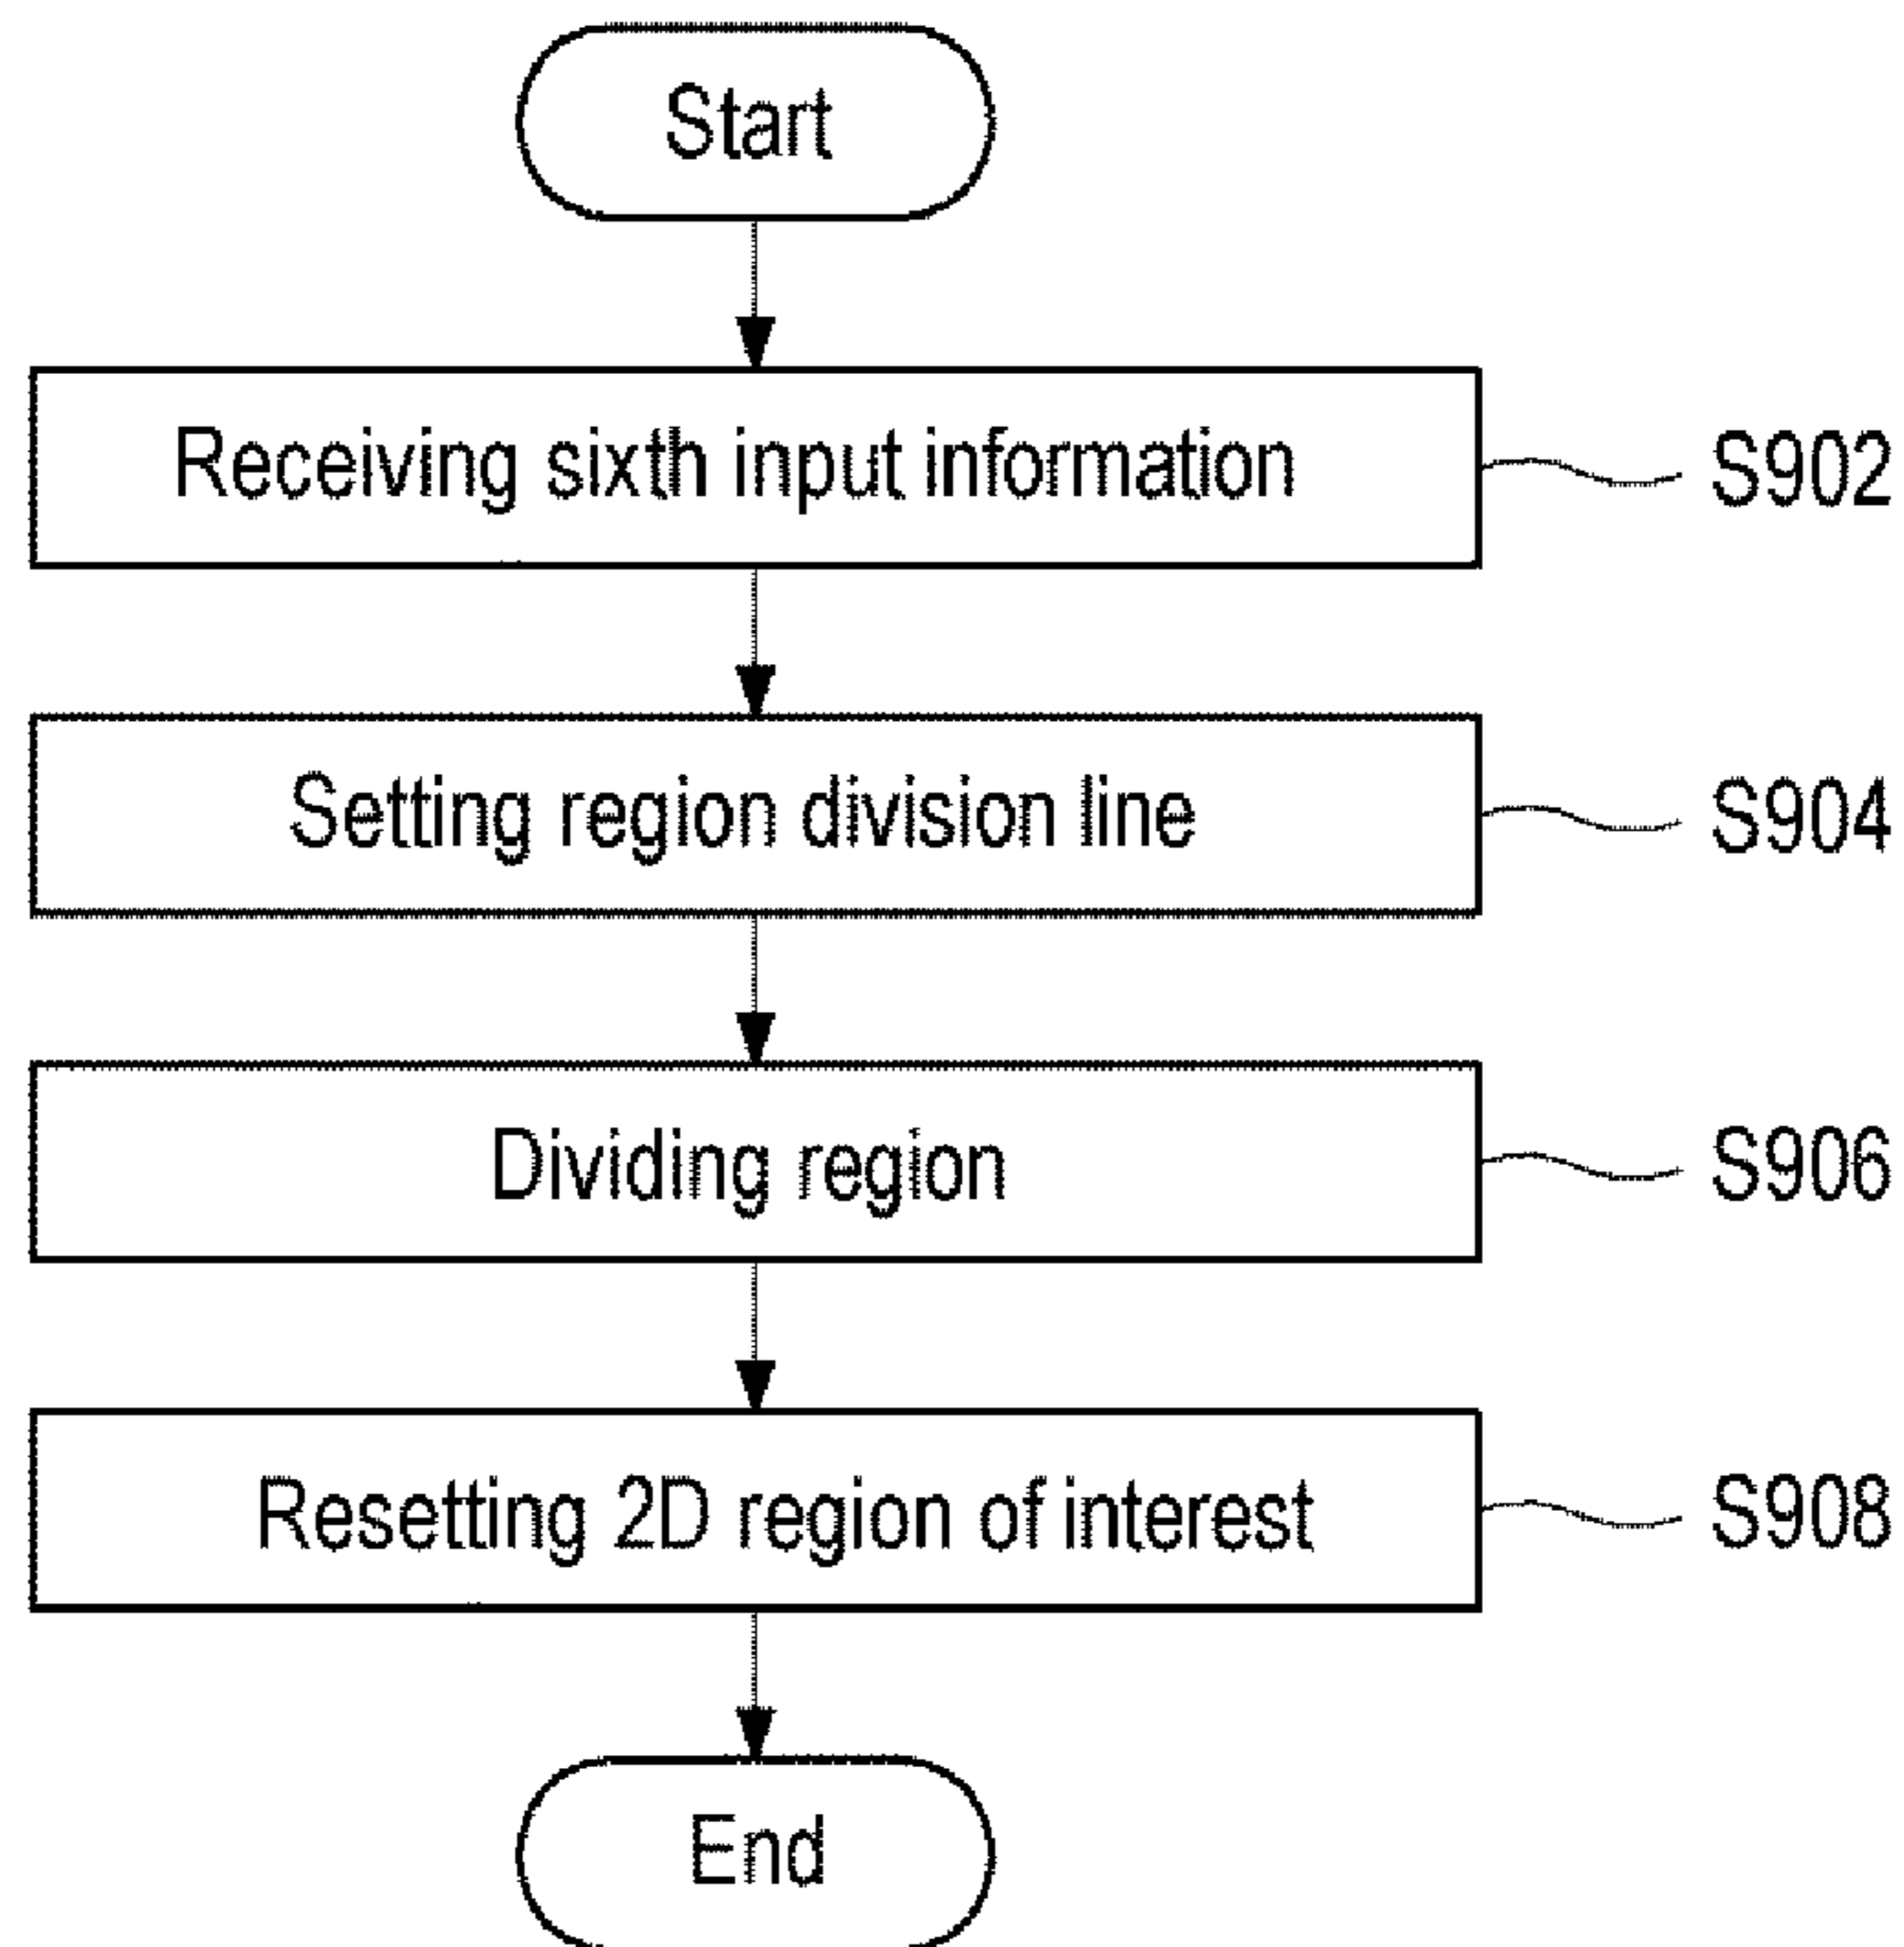 Start
Receiving sixth input information
S902
Setting region division line
S904
Dividing region
S906
Resetting 2D region of interest
S908
End